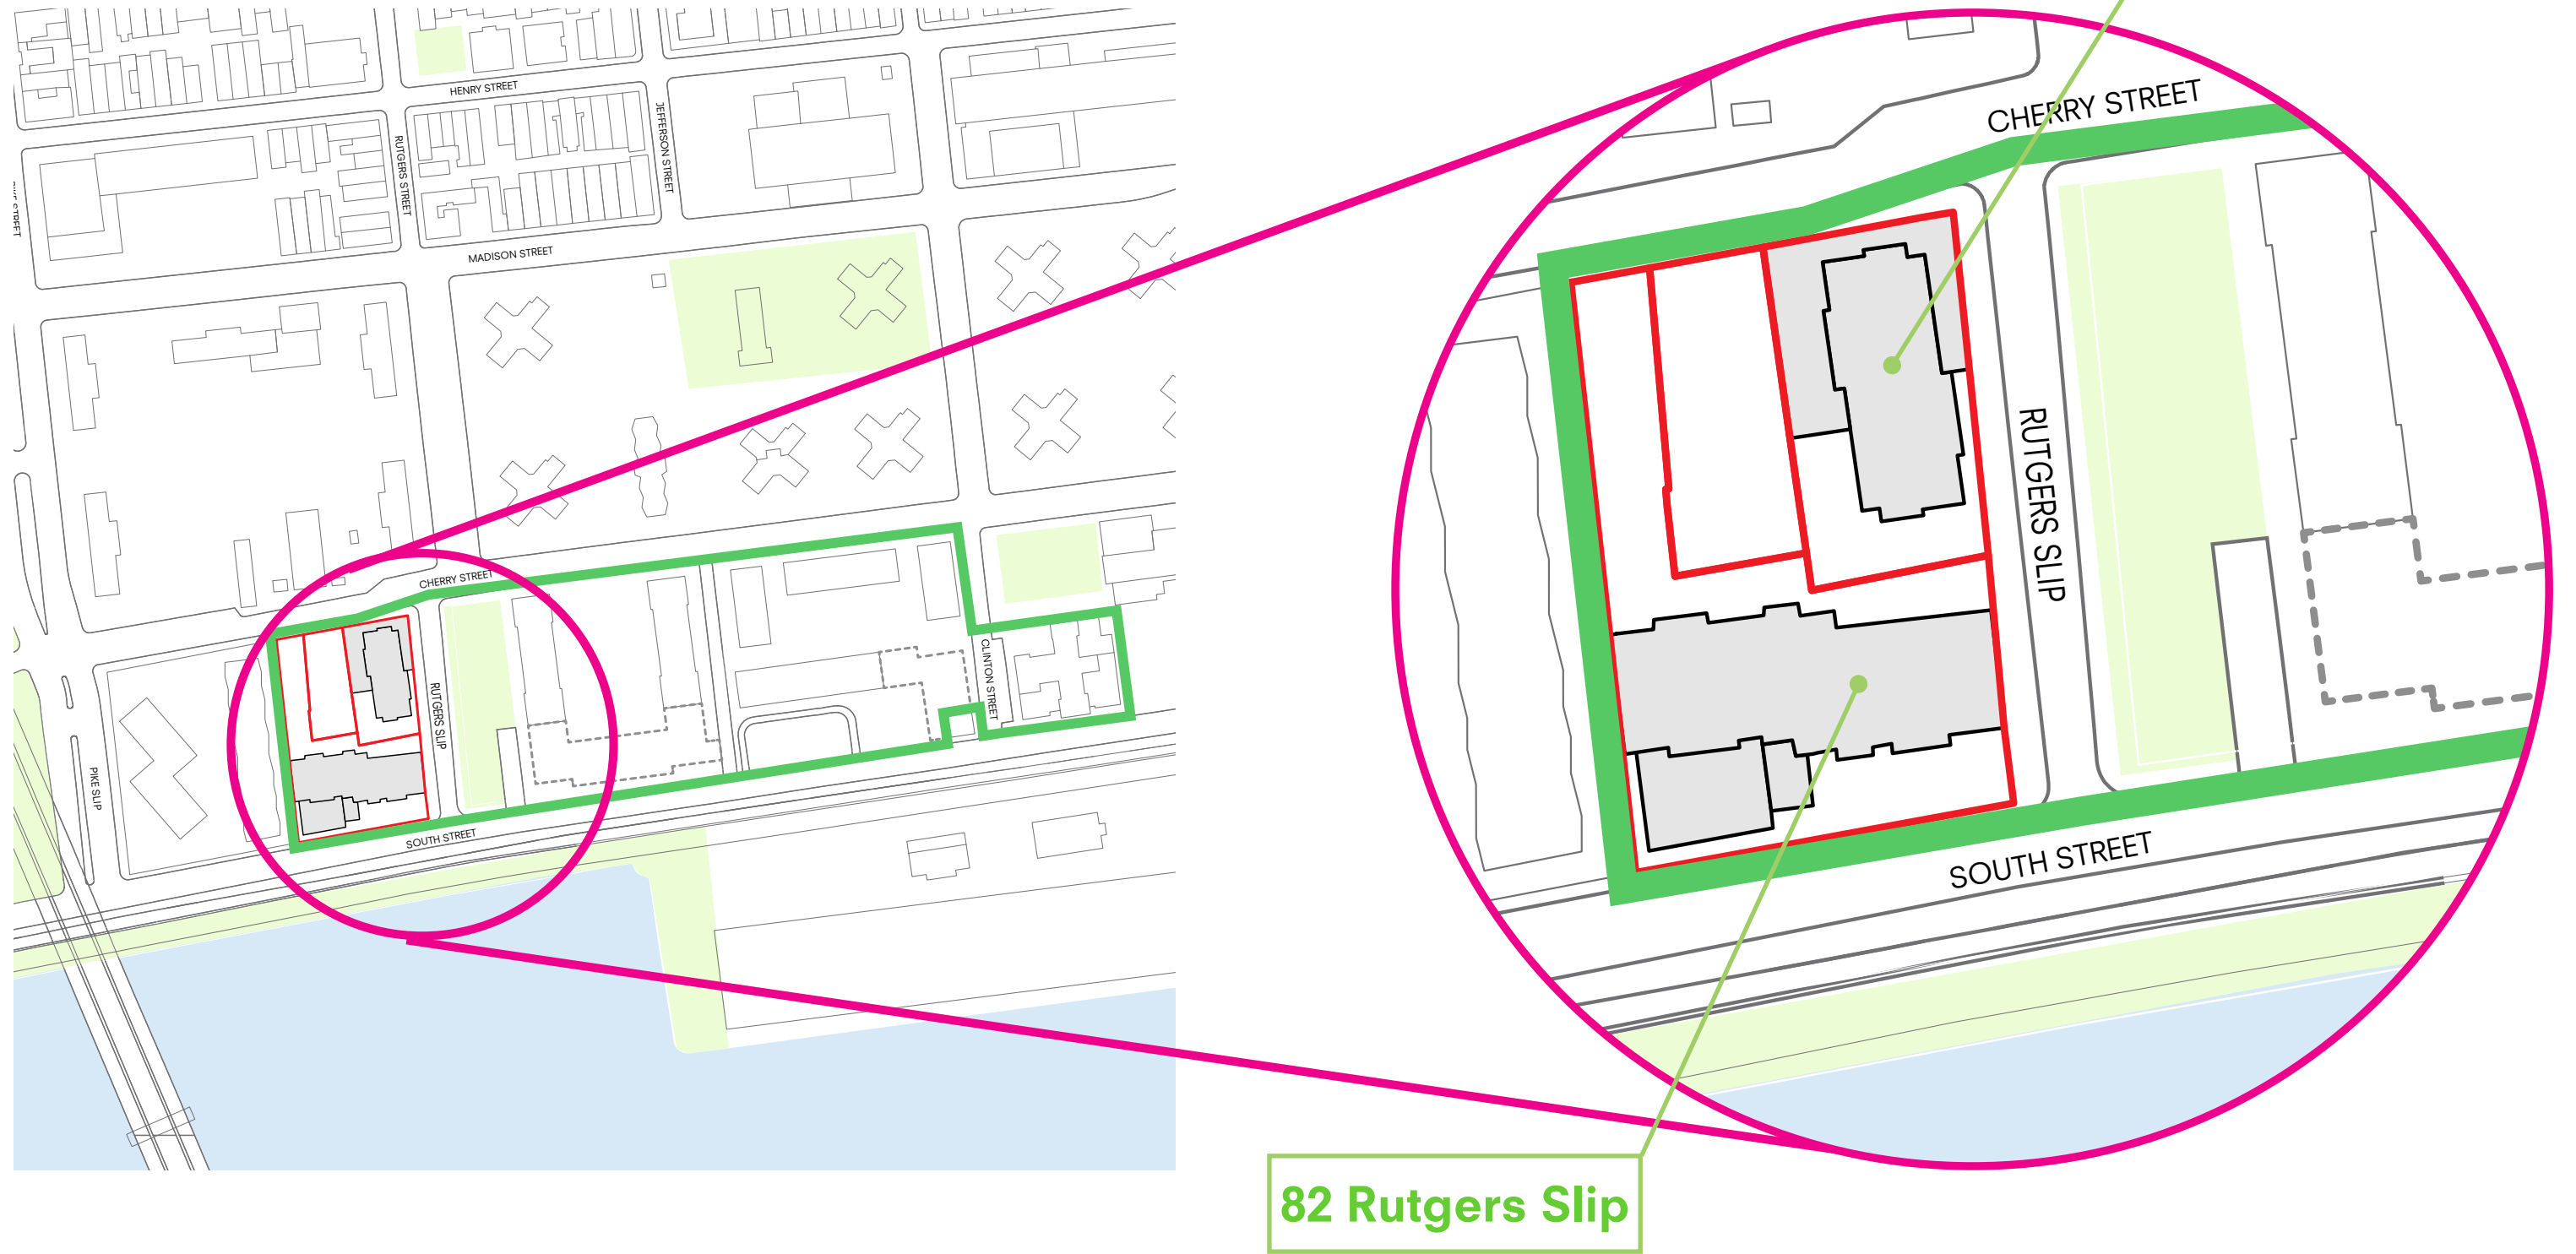 HENRY STREET
JEFFERSON STREET
RUTGERS STREET
STREET
MADISON STREET
CHERRY STREET
RUTGERS SLIP
CLINTON STREET
PIKE SLIP
SOUTH STREET
CHERRY STREET
RUTGERS SLIP
SOUTH STREET
82 Rutgers Slip